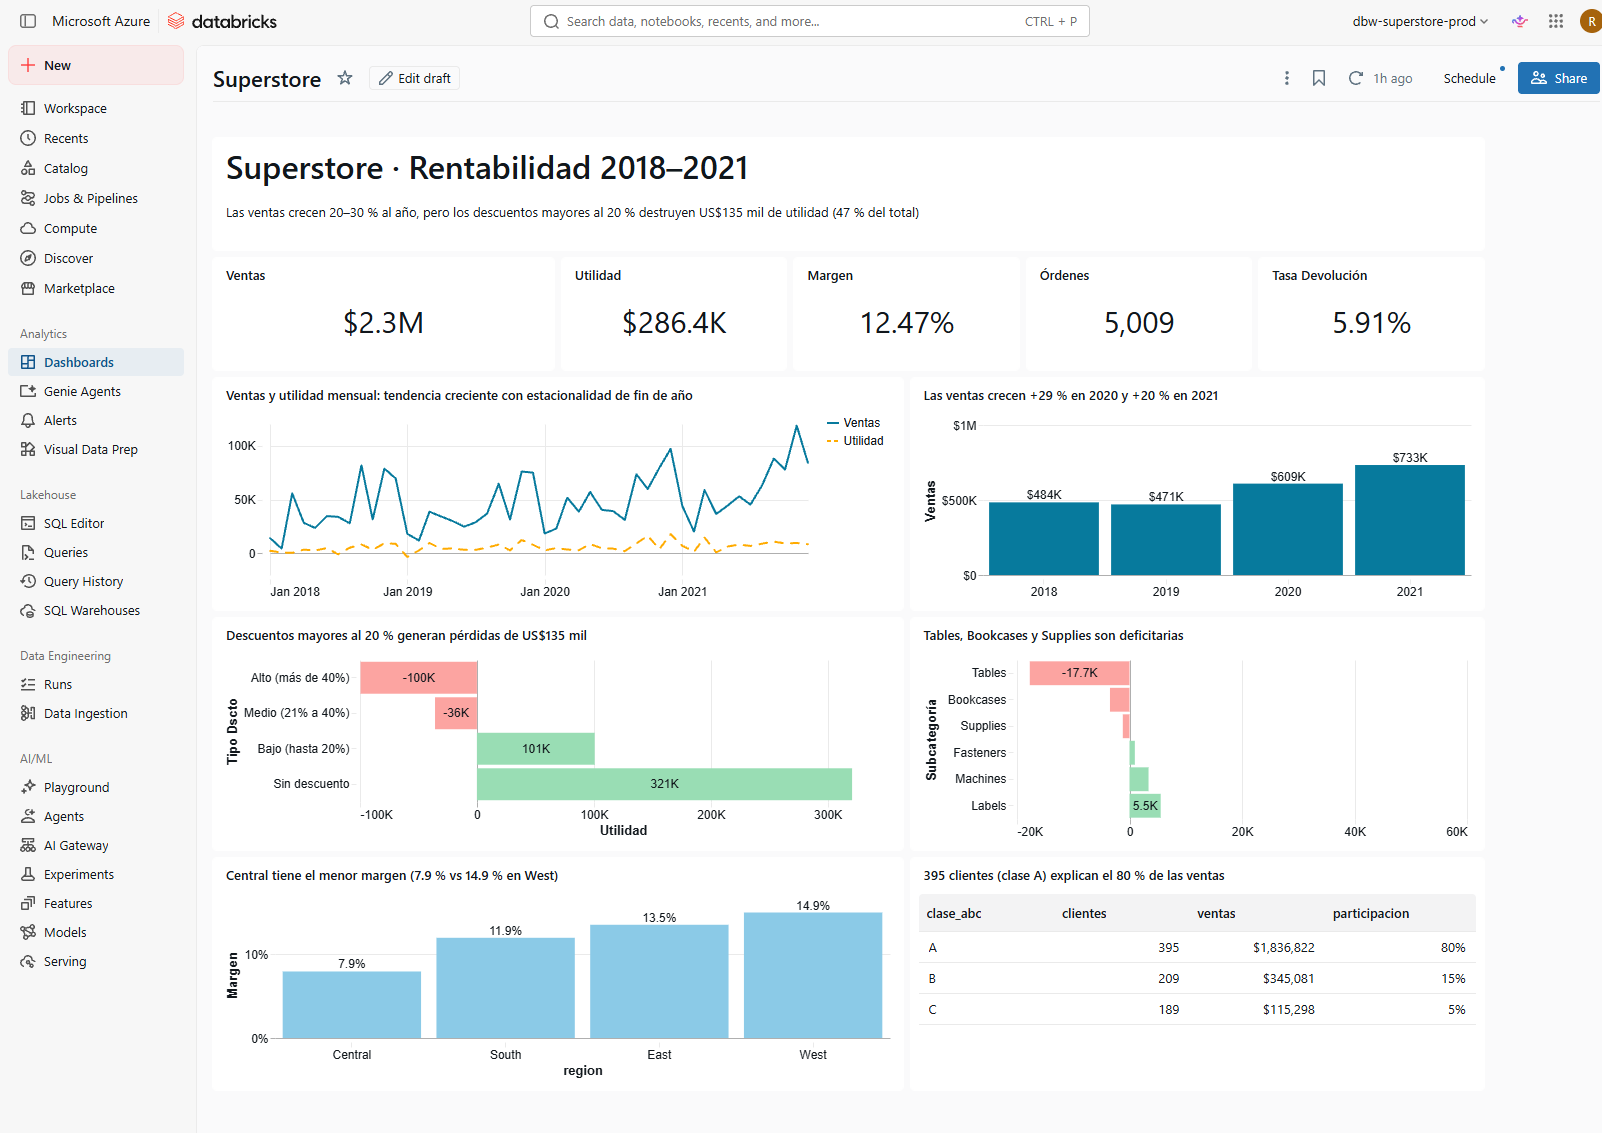 Microsoft Azure
databricks
Search data, notebooks, recents, and more...
CTRL + P
dbw-superstore-prod
R
New
Workspace
Recents
Catalog
Jobs & Pipelines
Compute
Discover
Marketplace
Analytics
Dashboards
Genie Agents
Alerts
Visual Data Prep
Lakehouse
SQL Editor
Queries
Query History
SQL Warehouses
Data Engineering
Runs
Data Ingestion
AI/ML
Playground
Agents
AI Gateway
Experiments
Features
Models
Serving
Superstore
Edit draft
1h ago
Schedule
Share
Superstore · Rentabilidad 2018–2021
Las ventas crecen 20–30 % al año, pero los descuentos mayores al 20 % destruyen US$135 mil de utilidad (47 % del total)
Ventas
$2.3M
Utilidad
$286.4K
Margen
12.47%
Órdenes
5,009
Tasa Devolución
5.91%
Ventas y utilidad mensual: tendencia creciente con estacionalidad de fin de año
Ventas
Utilidad
100K
50K
0
Jan 2018
Jan 2019
Jan 2020
Jan 2021
Las ventas crecen +29 % en 2020 y +20 % en 2021
Ventas
$1M
$500K
$0
$484K
$471K
$609K
$733K
2018
2019
2020
2021
Descuentos mayores al 20 % generan pérdidas de US$135 mil
Tipo Dscto
Alto (más de 40%)
-100K
Medio (21% a 40%)
-36K
Bajo (hasta 20%)
101K
Sin descuento
321K
-100K
0
100K
200K
300K
Utilidad
Tables, Bookcases y Supplies son deficitarias
Subcategoría
Tables
-17.7K
Bookcases
Supplies
Fasteners
Machines
Labels
5.5K
-20K
0
20K
40K
60K
Central tiene el menor margen (7.9 % vs 14.9 % en West)
Margen
10%
0%
7.9%
11.9%
13.5%
14.9%
Central
South
East
West
region
395 clientes (clase A) explican el 80 % de las ventas
clase_abc clientes ventas participacion
A 395 $1,836,822 80%
B 209 $345,081 15%
C 189 $115,298 5%